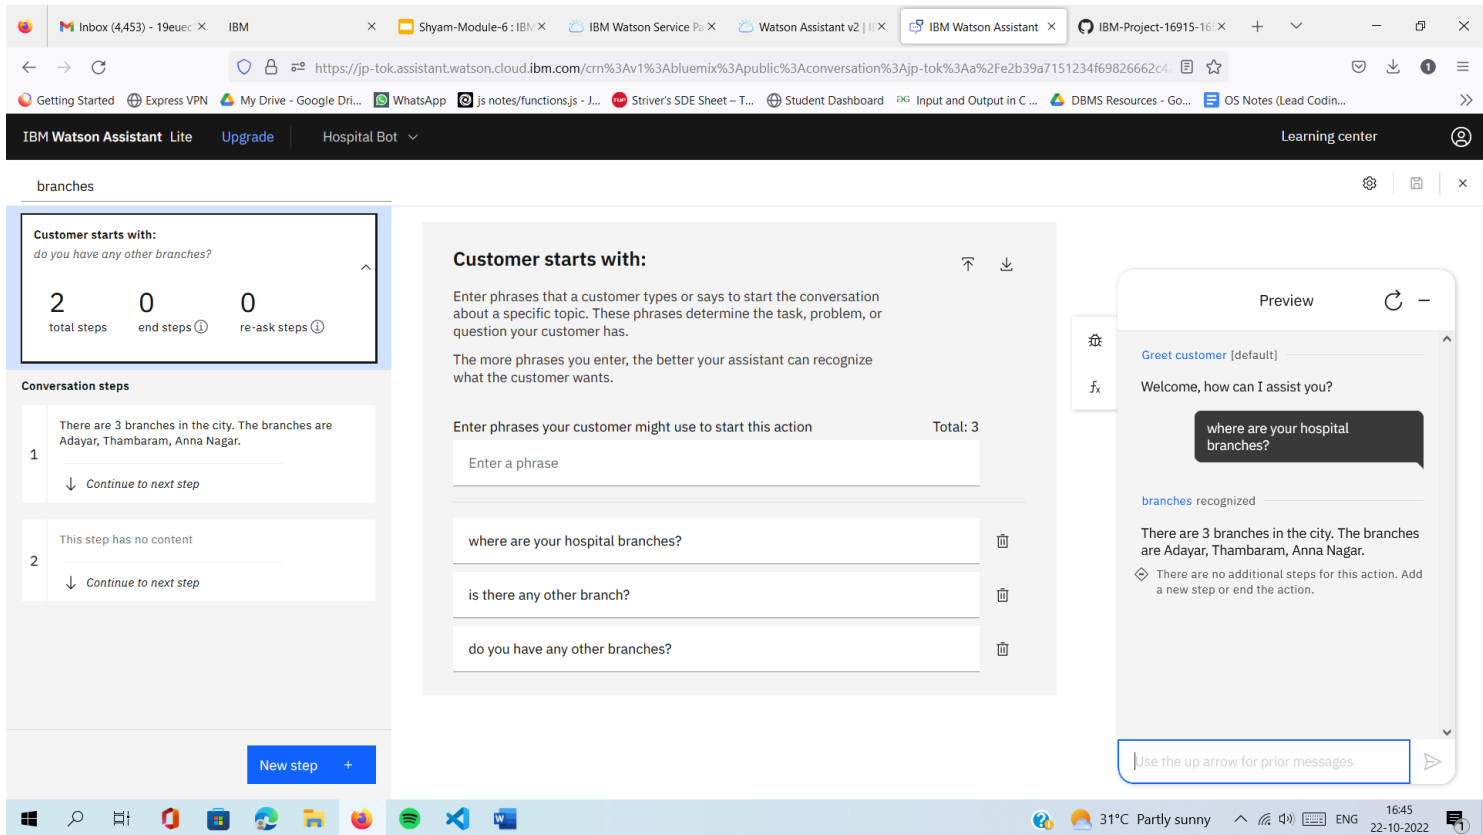 Inbox (4,453) - 19euec
IBM
Shyam-Module-6 : IBM
IBM Watson Service Pa
Watson Assistant v2 | I
IBM Watson Assistant
IBM-Project-16915-16
https://jp-tok.assistant.watson.cloud.ibm.com/crn%3Av1%3Abluemix%3Apublic%3Aconversation%3Ajp-tok%3Aa%2Fe2b39a7151234f69826662c4
1
Getting Started
Express VPN
My Drive - Google Dri...
WhatsApp
js notes/functions.js - J...
Striver's SDE Sheet – T...
Student Dashboard
Input and Output in C ...
DBMS Resources - Go...
OS Notes (Lead Codin...
IBM Watson Assistant Lite
Upgrade
Hospital Bot
Learning center
branches
Customer starts with:
do you have any other branches?
2
0
0
total steps
end steps
re-ask steps
Conversation steps
1
There are 3 branches in the city. The branches are
Adayar, Thambaram, Anna Nagar.
Continue to next step
2
This step has no content
Continue to next step
New step +
Customer starts with:
Enter phrases that a customer types or says to start the conversation
about a specific topic. These phrases determine the task, problem, or
question your customer has.
The more phrases you enter, the better your assistant can recognize
what the customer wants.
Enter phrases your customer might use to start this action
Total: 3
Enter a phrase
where are your hospital branches?
is there any other branch?
do you have any other branches?
fx
Preview
Greet customer [default]
Welcome, how can I assist you?
where are your hospital
branches?
branches recognized
There are 3 branches in the city. The branches
are Adayar, Thambaram, Anna Nagar.
There are no additional steps for this action. Add
a new step or end the action.
Use the up arrow for prior messages
31°C Partly sunny
ENG
16:45
22-10-2022
1